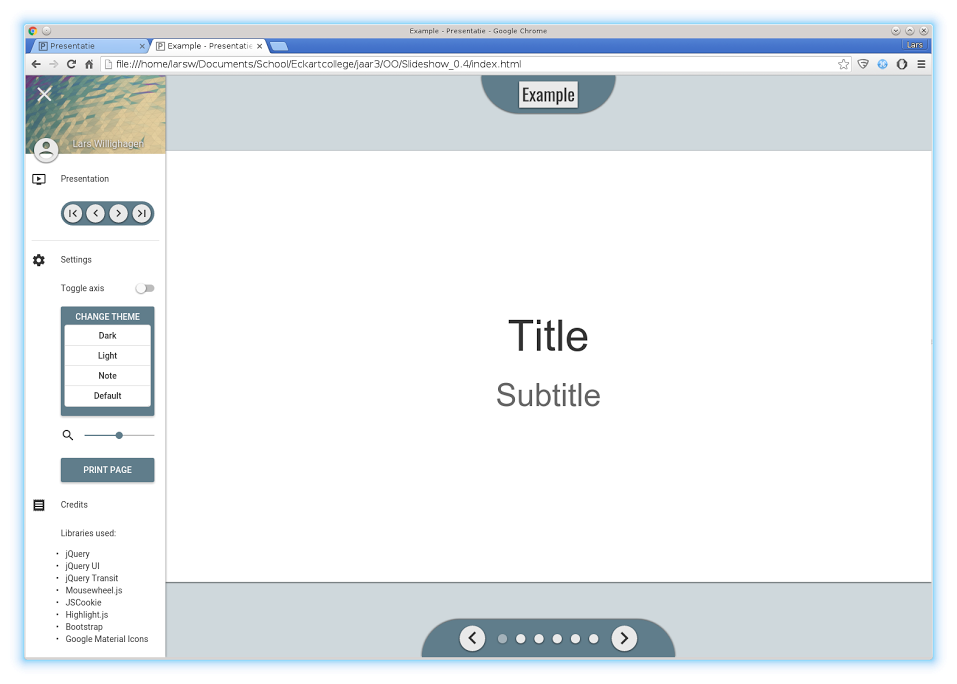 Example - Presentatie - Google Chrome
Presentatie
Example - Presentatie
Lars
file:///home/larsw/Documents/School/Eckartcollege/Jaar3/OO/Slideshow_0.4/index.html
Example
Lars Willighagen
Presentation
Settings
Toggle axis
CHANGE THEME
Dark
Light
Note
Default
PRINT PAGE
Credits
Libraries used:
• jQuery
• jQuery UI
• jQuery Transit
• Mousewheel.js
• JSCookie
• Highlight.js
• Bootstrap
• Google Material Icons
Title
Subtitle